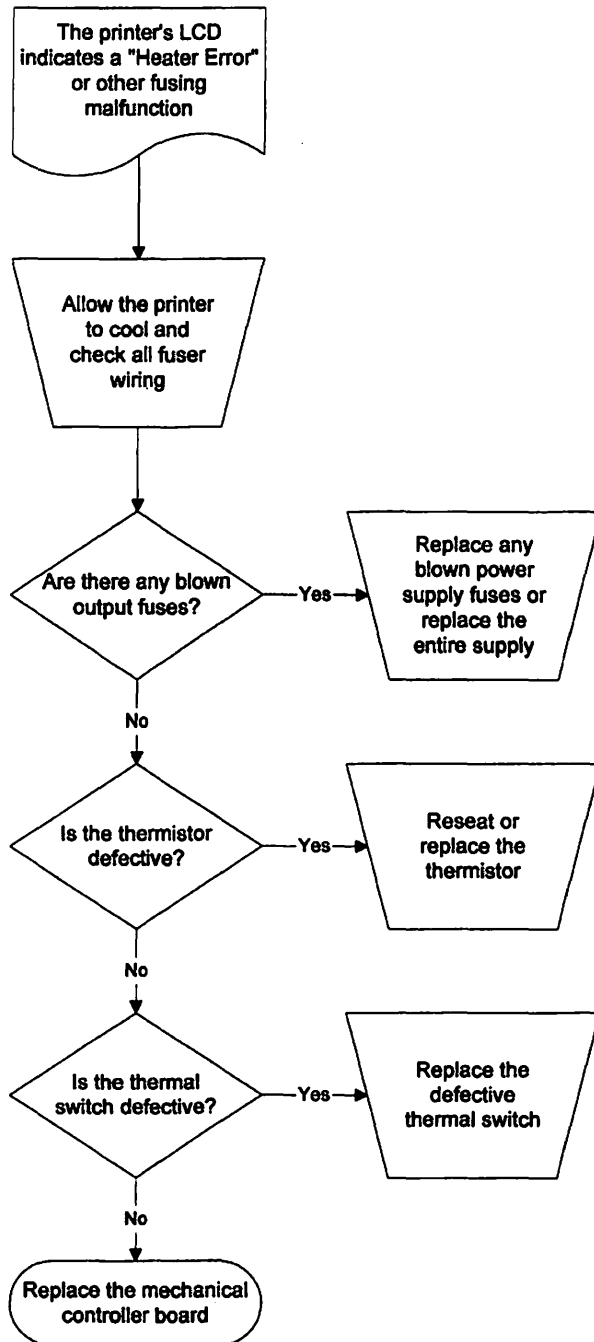 The printer's LCD
indicates a "Heater Error"
or other fusing
malfunction
Allow the printer
to cool and
check all fuser
wiring
Are there any blown
output fuses?
Yes
Replace any
blown power
supply fuses or
replace the
entire supply
No
Is the thermistor
defective?
Yes
Reseat or
replace the
thermistor
No
Is the thermal
switch defective?
Yes
Replace the
defective
thermal switch
No
Replace the mechanical
controller board